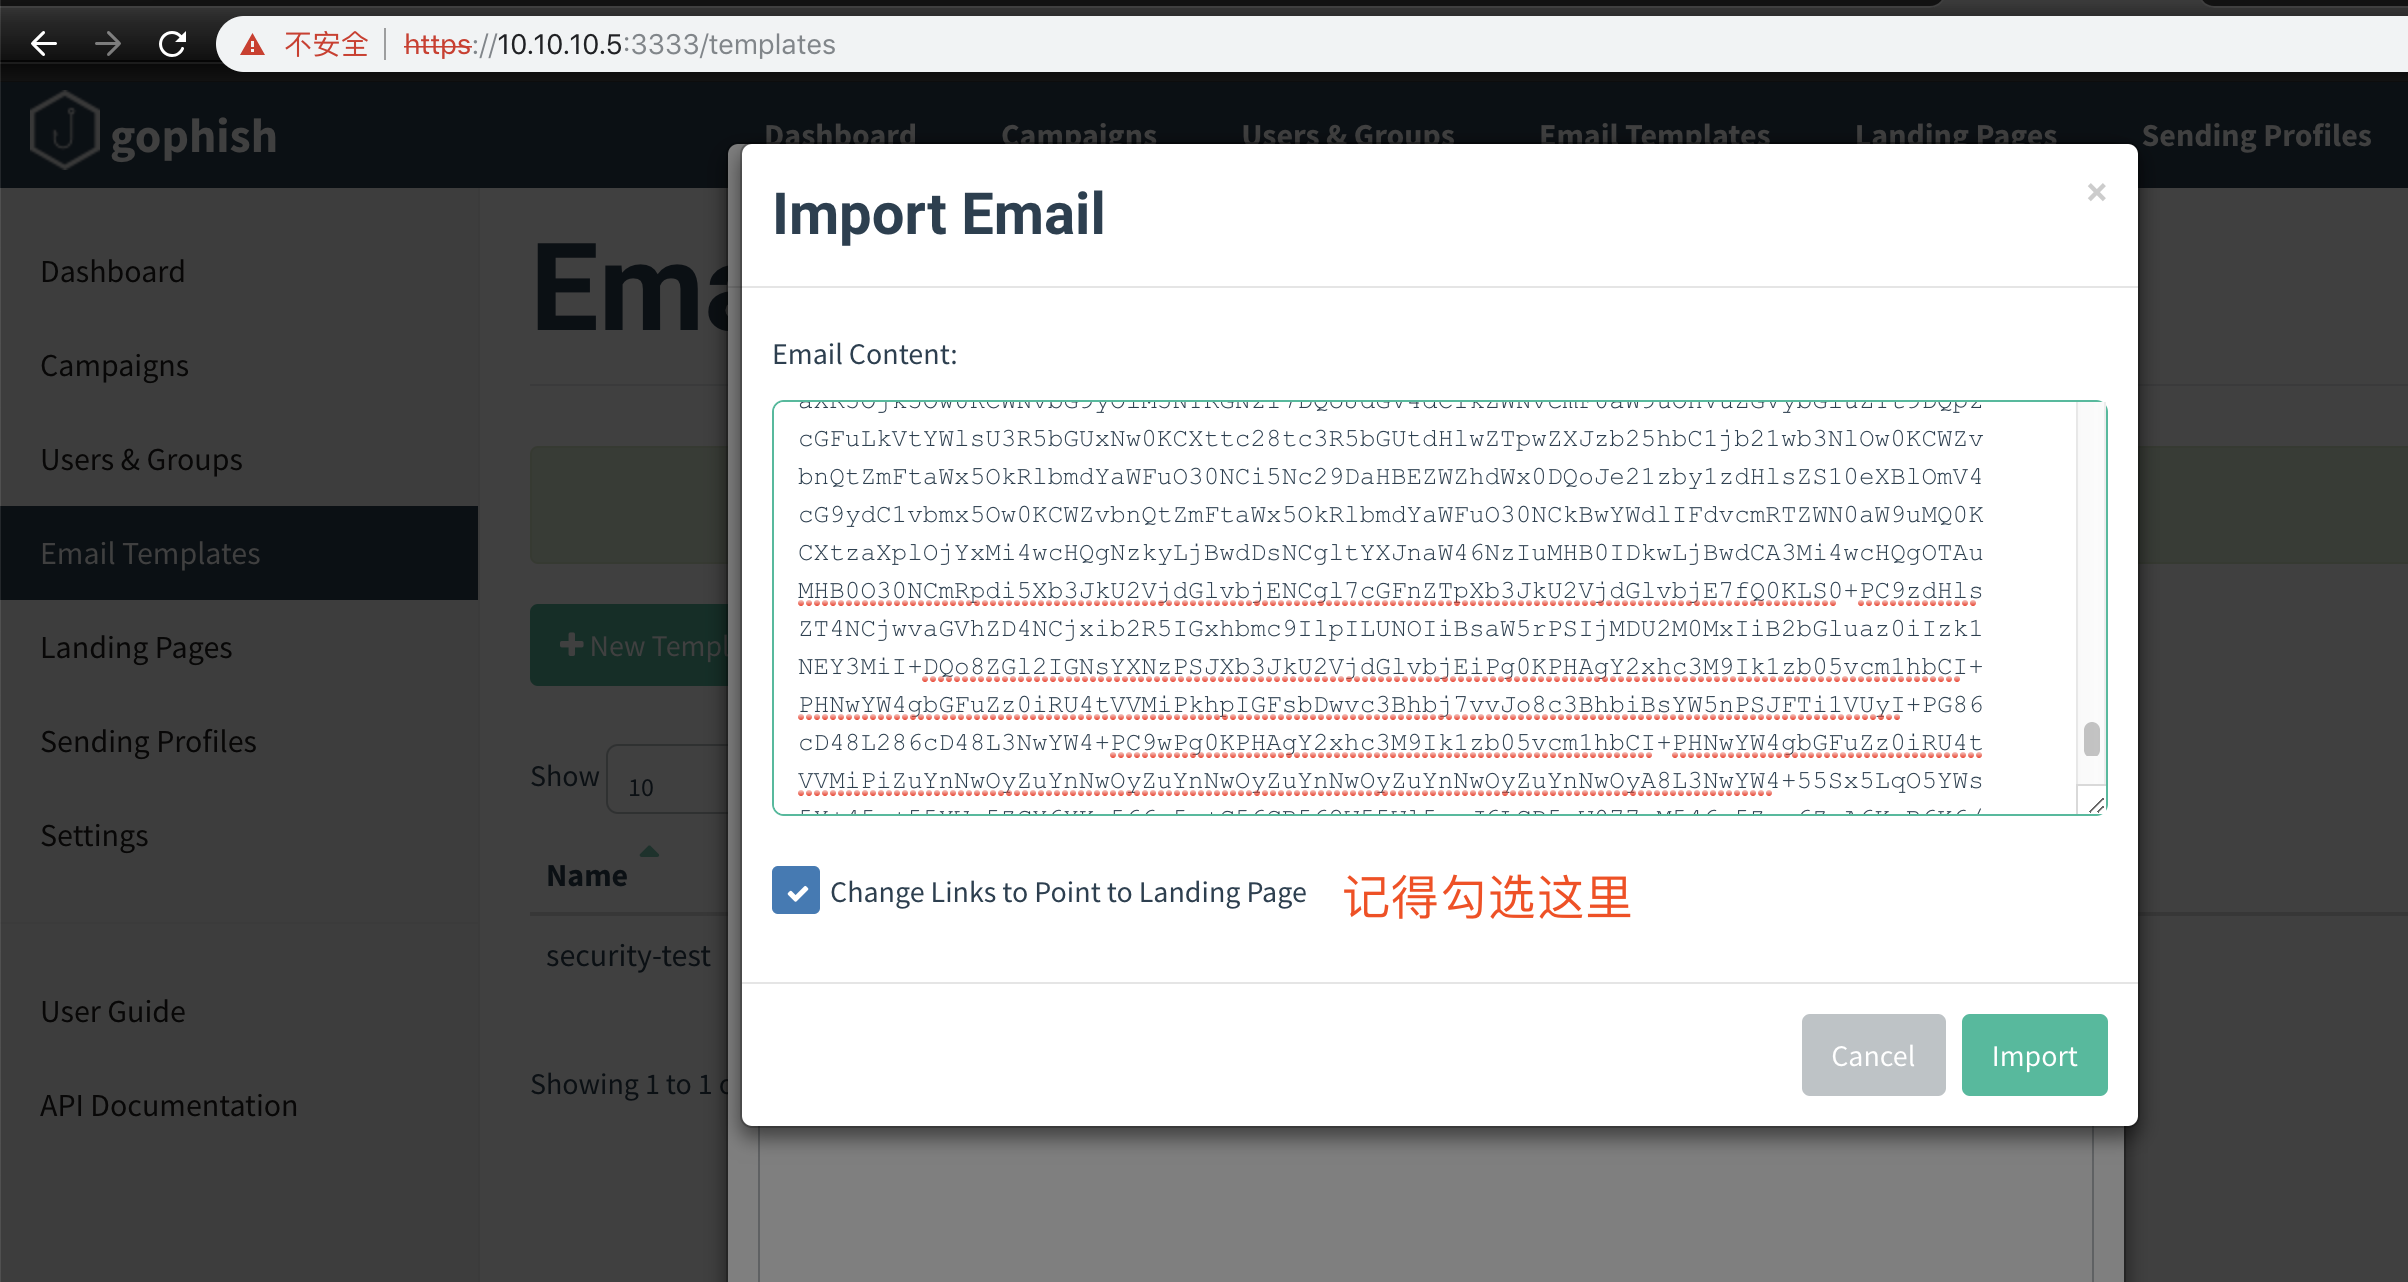 不安全 https://10.10.10.5:3333/templates
gophish
Dashboard Campaigns Users & Groups Email Templates Landing Pages Sending Profiles
Dashboard
Campaigns
Users & Groups
Email Templates
Landing Pages
Sending Profiles
Settings
User Guide
API Documentation
Ema
New Templ
Show 10
Name
security-test
Showing 1 to 1
Import Email
×
Email Content:
cGFuLkVtYWlsU3R5bGUxNw0KCXttc28tc3R5bGUtdHlwZTpwZXJzb25hbC1jb21wb3NlOw0KCWZv
bnQtZmFtaWx5OkRlbmdYaWFuO30NCi5Nc29DaHBEZWZhdWx0DQoJe21zby1zdHlsZS10eXBlOmV4
cG9ydC1vbmx5Ow0KCWZvbnQtZmFtaWx5OkRlbmdYaWFuO30NCkBwYWdlIFdvcmRTZWN0aW9uMQ0K
CXtzaXplOjYxMi4wcHQgNzkyLjBwdDsNCgltYXJnaW46NzIuMHB0IDkwLjBwdCA3Mi4wcHQgOTAu
MHB0O30NCmRpdi5Xb3JkU2VjdGlvbjENCgl7cGFnZTpXb3JkU2VjdGlvbjE7fQ0KLS0+PC9zdHls
ZT4NCjwvaGVhZD4NCjxib2R5IGxhbmc9IlpILUNOIiBsaW5rPSIjMDU2M0MxIiB2bGluaz0iIzk1
NEY3MiI+DQo8ZGl2IGNsYXNzPSJXb3JkU2VjdGlvbjEiPg0KPHAgY2xhc3M9Ik1zb05vcm1hbCI+
PHNwYW4gbGFuZz0iRU4tVVMiPkhpIGFsbDwvc3Bhbj7vvJo8c3BhbiBsYW5nPSJFTi1VUyI+PG86
cD48L286cD48L3NwYW4+PC9wPg0KPHAgY2xhc3M9Ik1zb05vcm1hbCI+PHNwYW4gbGFuZz0iRU4t
VVMiPiZuYnNwOyZuYnNwOyZuYnNwOyZuYnNwOyZuYnNwOyZuYnNwOyA8L3NwYW4+55Sx5LqO5YWs
Change Links to Point to Landing Page 记得勾选这里
Cancel Import